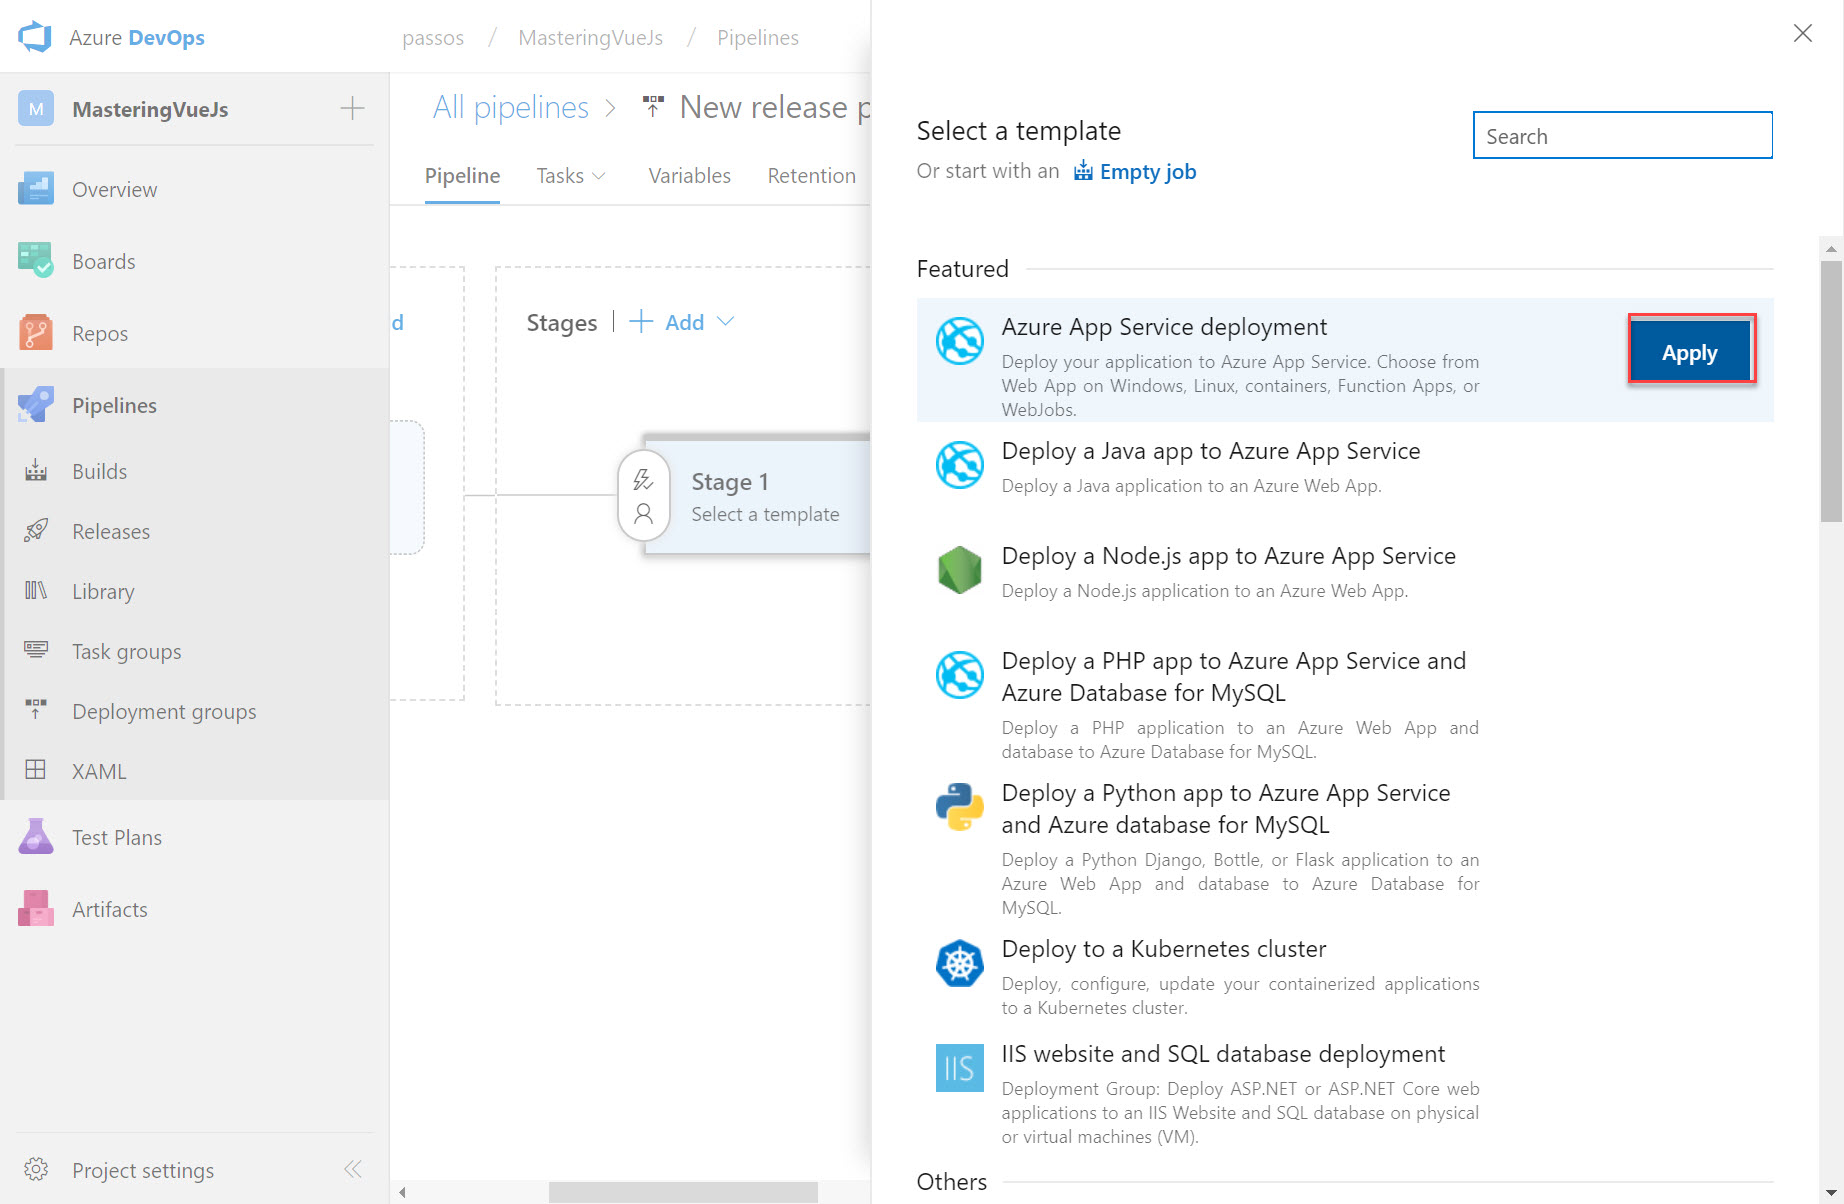 Azure DevOps
passos / MasteringVueJs / Pipelines
M MasteringVueJs
Overview
Boards
Repos
Pipelines
Builds
Releases
Library
Task groups
Deployment groups
XAML
Test Plans
Artifacts
Project settings
All pipelines > New release p
Pipeline Tasks Variables Retention
d
Stages | + Add
Stage 1
Select a template
Select a template
Or start with an Empty job
Search
Featured
Azure App Service deployment
Deploy your application to Azure App Service. Choose from
Web App on Windows, Linux, containers, Function Apps, or
WebJobs.
Apply
Deploy a Java app to Azure App Service
Deploy a Java application to an Azure Web App.
Deploy a Node.js app to Azure App Service
Deploy a Node.js application to an Azure Web App.
Deploy a PHP app to Azure App Service and
Azure Database for MySQL
Deploy a PHP application to an Azure Web App and
database to Azure Database for MySQL.
Deploy a Python app to Azure App Service
and Azure database for MySQL
Deploy a Python Django, Bottle, or Flask application to an
Azure Web App and database to Azure Database for
MySQL.
Deploy to a Kubernetes cluster
Deploy, configure, update your containerized applications
to a Kubernetes cluster.
IIS
IIS website and SQL database deployment
Deployment Group: Deploy ASP.NET or ASP.NET Core web
applications to an IIS Website and SQL database on physical
or virtual machines (VM).
Others